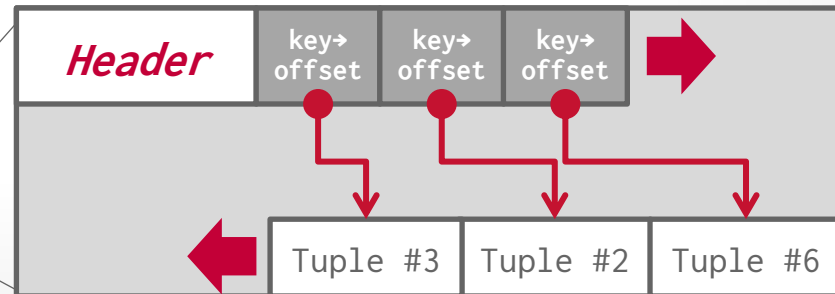 Header
key→
offset
key→
offset
key→
offset
Tuple #3
Tuple #2
Tuple #6